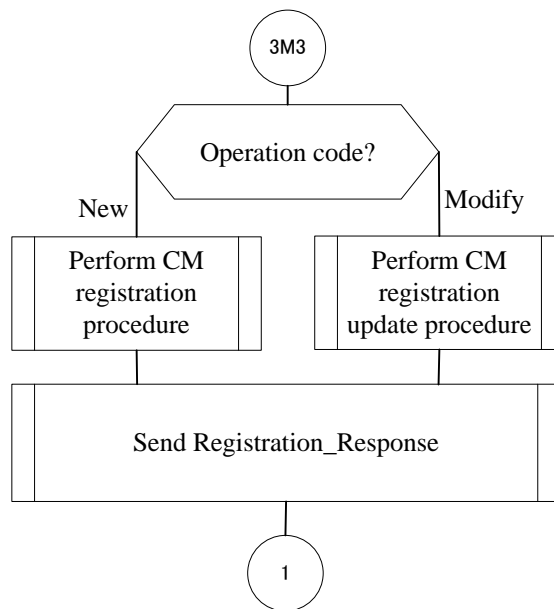 3M3
Operation code?
New
Modify
Perform CM
registration
procedure
Perform CM
registration
update procedure
Send Registration_Response
1